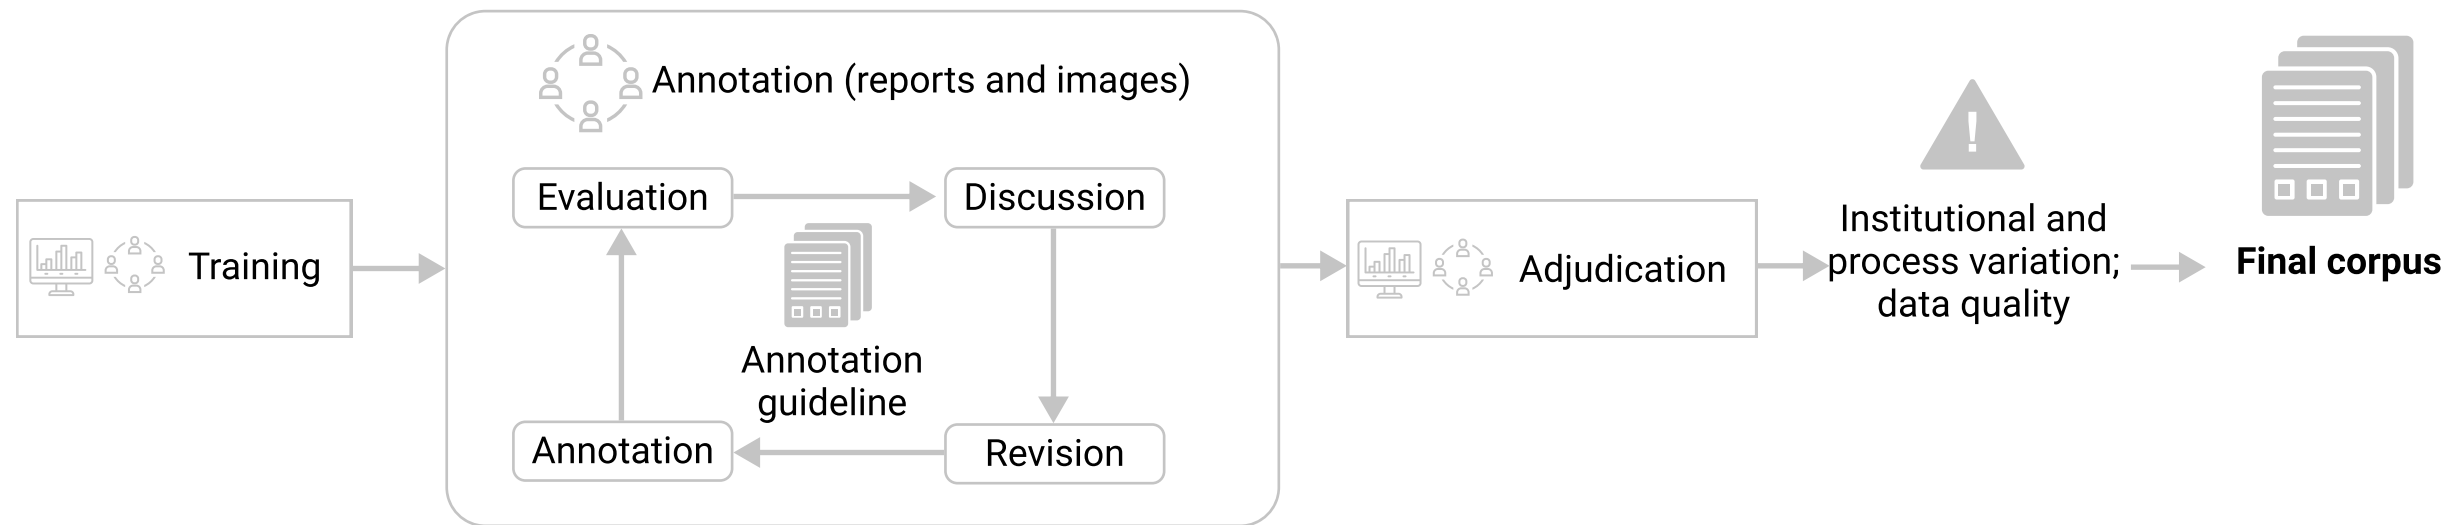 Annotation (reports and images)
Evaluation
Discussion
Training
Annotation
guideline
Annotation
Revision
Adjudication
!
Institutional and
process variation;
data quality
Final corpus